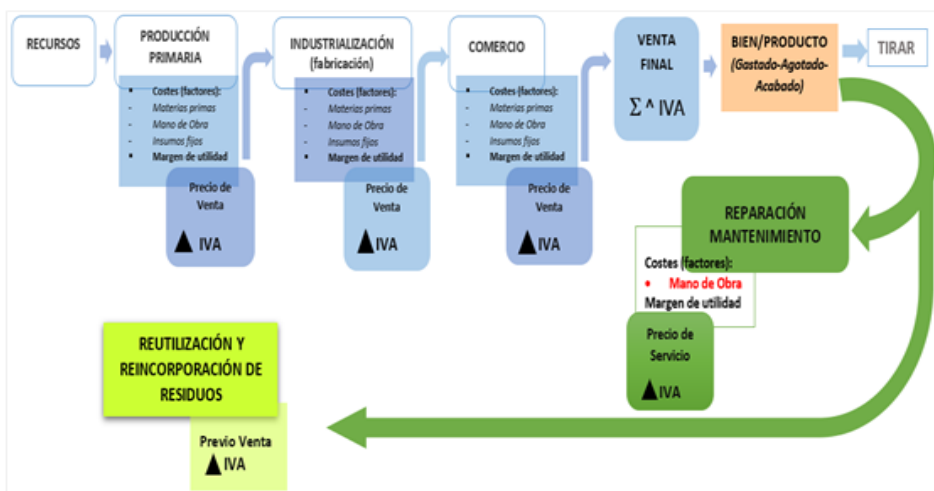 RECURSOS
PRODUCCIÓN
PRIMARIA
▪ Costes (factores):
- Materias primas
- Mano de Obra
- Insumos fijos
▪ Margen de utilidad
Precio de
Venta
▲ IVA
INDUSTRIALIZACIÓN
(fabricación)
▪ Costes (factores):
- Materias primas
- Mano de Obra
- Insumos fijos
▪ Margen de utilidad
Precio de
Venta
▲ IVA
COMERCIO
▪ Costes (factores):
- Materias primas
- Mano de Obra
- Insumos fijos
▪ Margen de utilidad
Precio de
Venta
▲ IVA
VENTA
FINAL
Σ ^ IVA
BIEN/PRODUCTO
(Gastado-Agotado-
Acabado)
TIRAR
REPARACIÓN
MANTENIMIENTO
Costes (factores):
• Mano de Obra
Margen de utilidad
Precio de
Servicio
▲ IVA
REUTILIZACIÓN Y
REINCORPORACIÓN DE
RESIDUOS
Previo Venta
▲ IVA